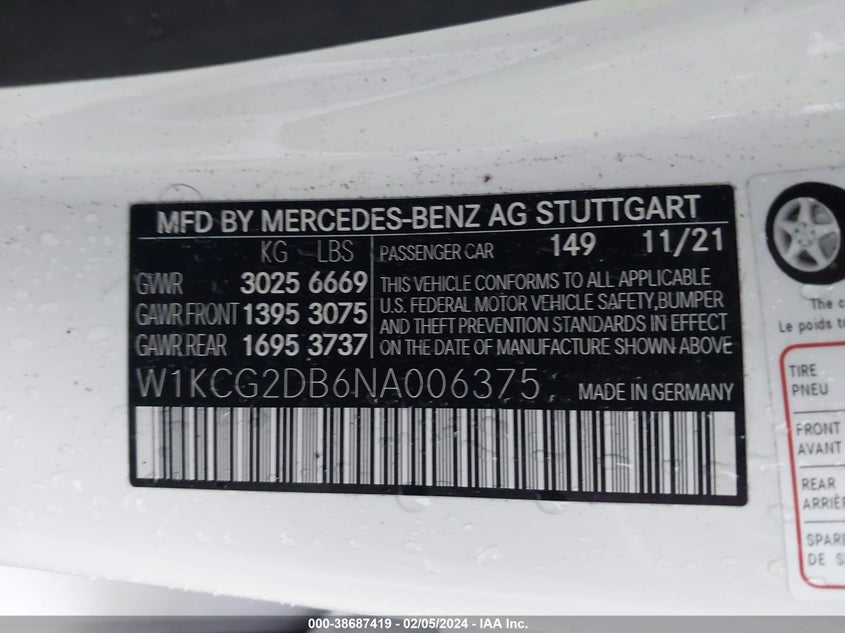 MFD BY MERCEDES-BENZ AG STUTTGART
KG LBS PASSENGER CAR 149 11/21
GVWR 3025 6669
GAWR FRONT 1395 3075
GAWR REAR 1695 3737
THIS VEHICLE CONFORMS TO ALL APPLICABLE
U.S. FEDERAL MOTOR VEHICLE SAFETY, BUMPER
AND THEFT PREVENTION STANDARDS IN EFFECT
ON THE DATE OF MANUFACTURE SHOWN ABOVE.
W1KCG2DB6NA006375 MADE IN GERMANY
The
Le poids
TIRE
PNEU
FRONT
AVANT
REAR
DE
000-38687419 - 02/05/2024 - IAA Inc.